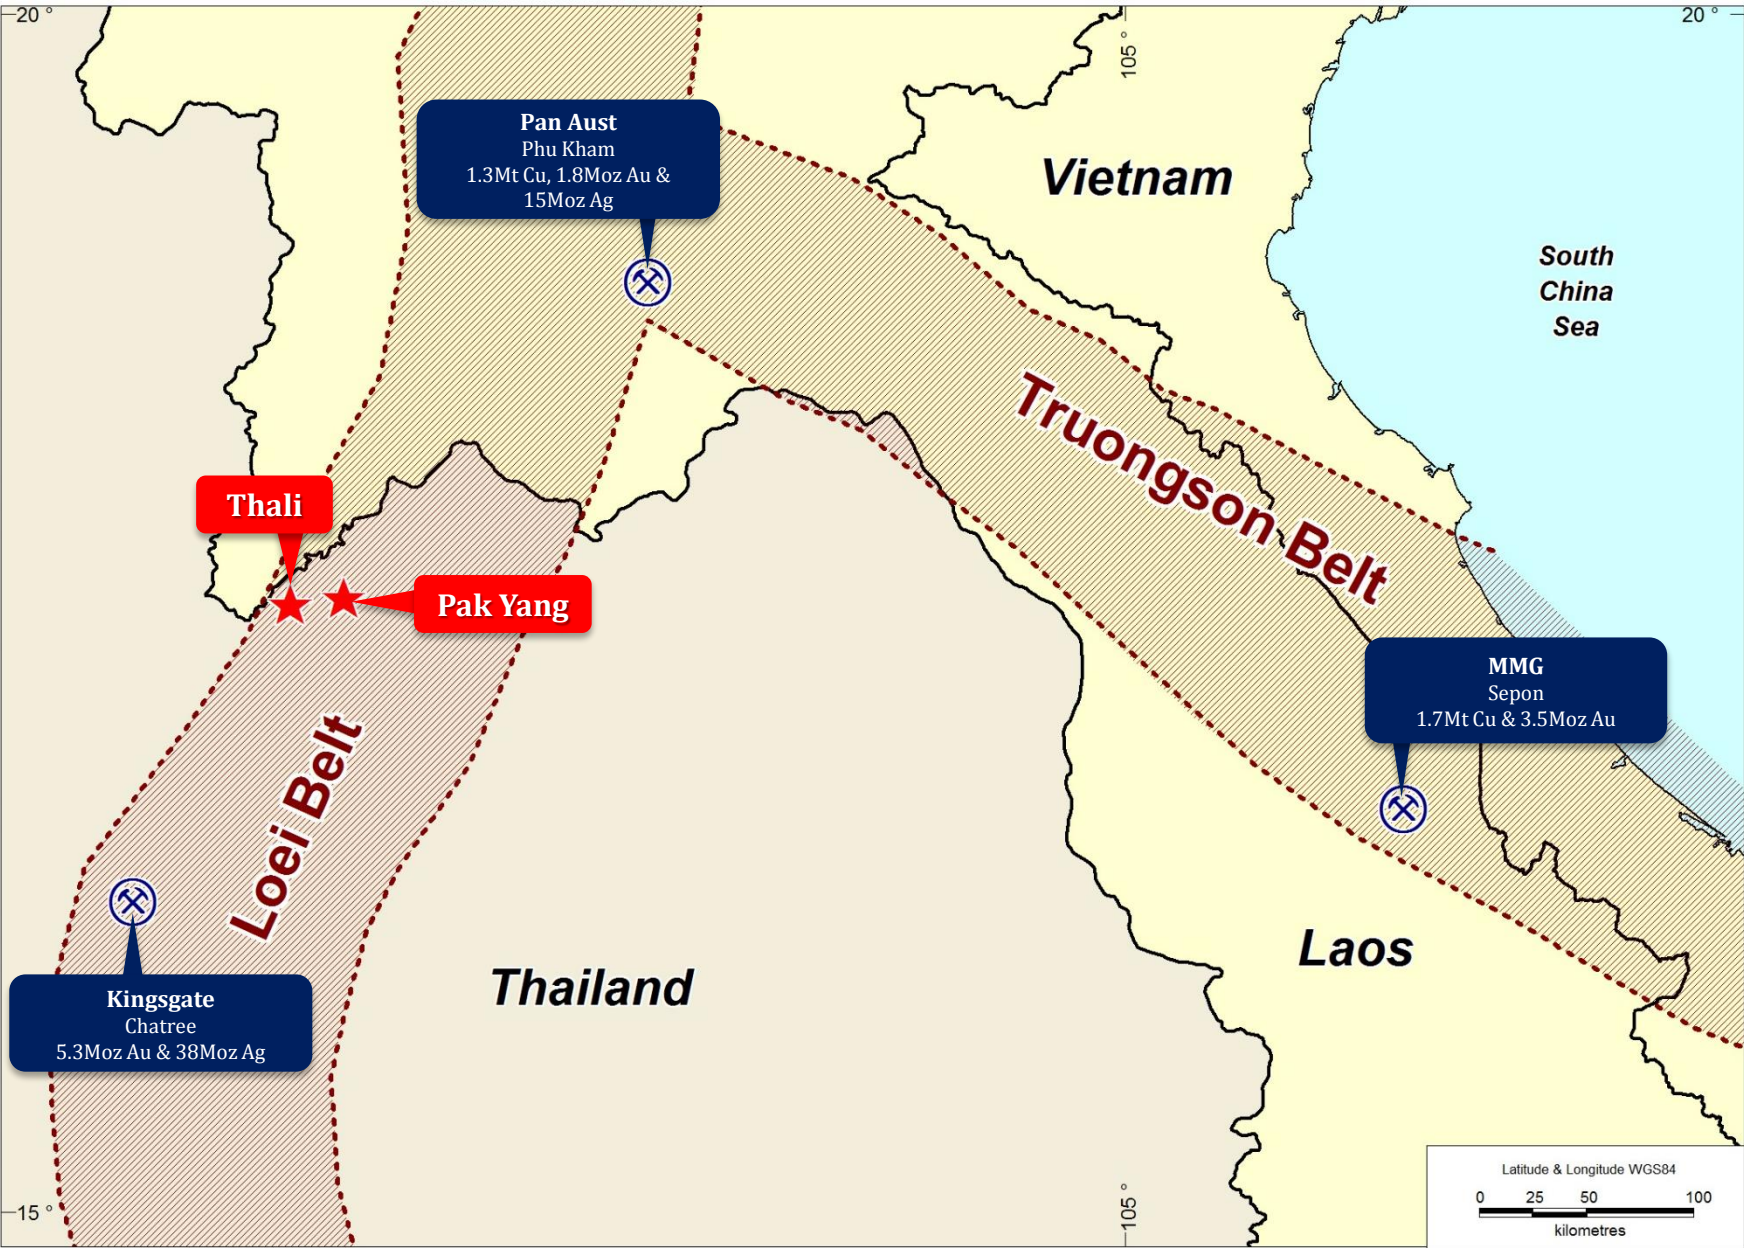 20 °
105 °
20 °
Pan Aust
Phu Kham
1.3Mt Cu, 1.8Moz Au &
15Moz Ag
Vietnam
South
China
Sea
Truongson Belt
Thali
Pak Yang
MMG
Sepon
1.7Mt Cu & 3.5Moz Au
Loei Belt
Laos
Thailand
Kingsgate
Chatree
5.3Moz Au & 38Moz Ag
15 °
105 °
Latitude & Longitude WGS84
0 25 50 100
kilometres